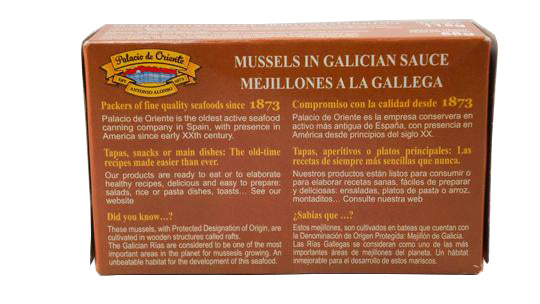 115g
Palacio de Oriente
EST. 1873
ANTONIO ALONSO
MUSSELS IN GALICIAN SAUCE
MEJILLONES A LA GALLEGA
Packers of fine quality seafoods since 1873
Palacio de Oriente is the oldest active seafood
canning company in Spain, with presence in
America since early XXth century.
Tapas, snacks or main dishes: The old-time
recipes made easier than ever.
Our products are ready to eat or to elaborate
healthy recipes, delicious and easy to prepare:
salads, rice or pasta dishes, toasts… See our
website
Did you know…?
These mussels, with Protected Designation of Origin, are
cultivated in wooden structures called rafts.
The Galician Rias are considered to be one of the most
important areas in the planet for mussels growing. An
unbeatable habitat for the development of this seafood.
Compromiso con la calidad desde 1873
Palacio de Oriente es la empresa conservera en
activo más antigua de España, con presencia en
América desde principios del siglo XX.
Tapas, aperitivos o platos principales: Las
recetas de siempre más sencillas que nunca.
Nuestros productos están listos para consumir o
para elaborar recetas sanas, fáciles de preparar
y deliciosas: ensaladas, platos de pasta o arroz,
montaditos… Consulte nuestra web
¿Sabías que …?
Estos mejillones, son cultivados en bateas que cuentan con
la Denominación de Origen Protegida: Mejillón de Galicia.
Las Rías Gallegas se consideran como uno de las más
importantes áreas de mejillones del planeta. Un hábitat
inmejorable para el desarrollo de estos mariscos.